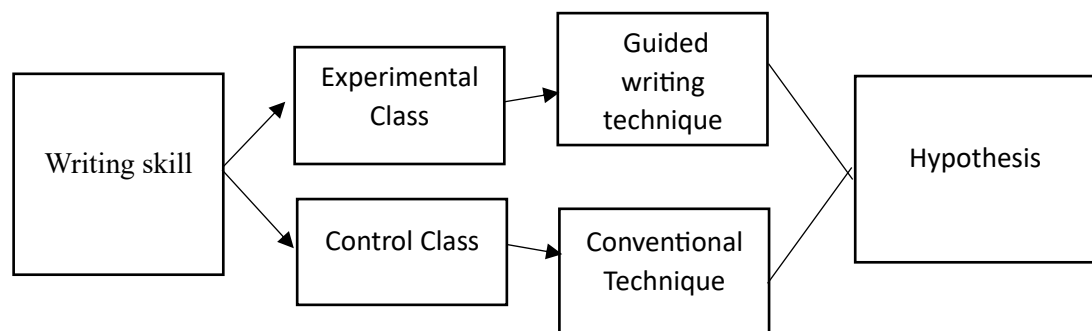 Writing skill
Experimental
Class
Guided
writing
technique
Control Class
Conventional
Technique
Hypothesis